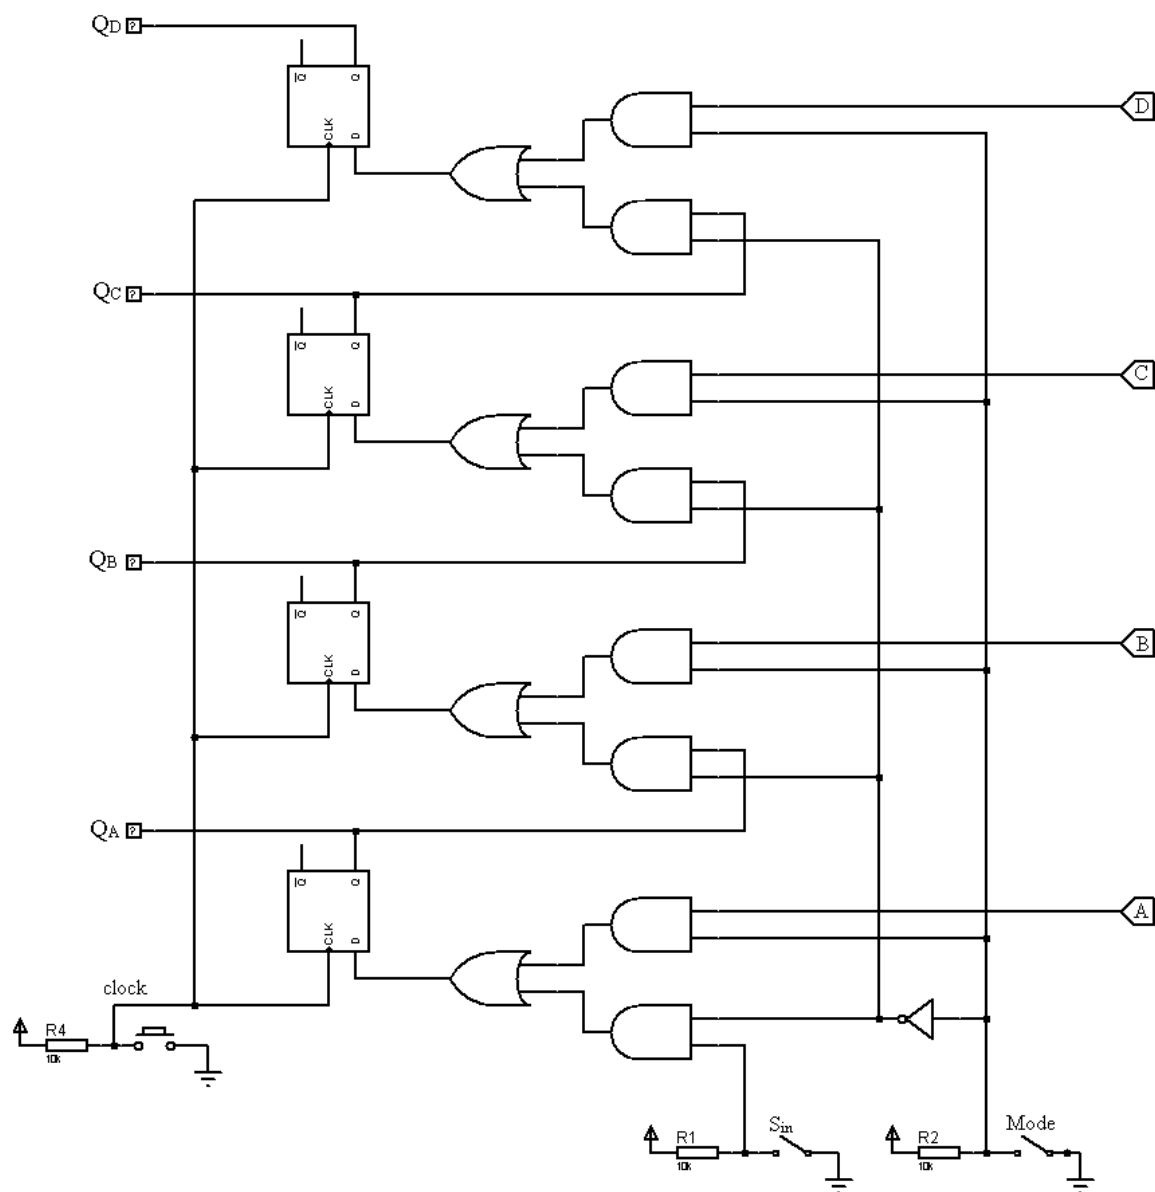 QD ?
Q̅ Q
CLK D
D
QC ?
Q̅ Q
CLK D
C
QB ?
Q̅ Q
CLK D
B
QA ?
Q̅ Q
CLK D
A
clock
R4
10k
Sin
R1
10k
Mode
R2
10k